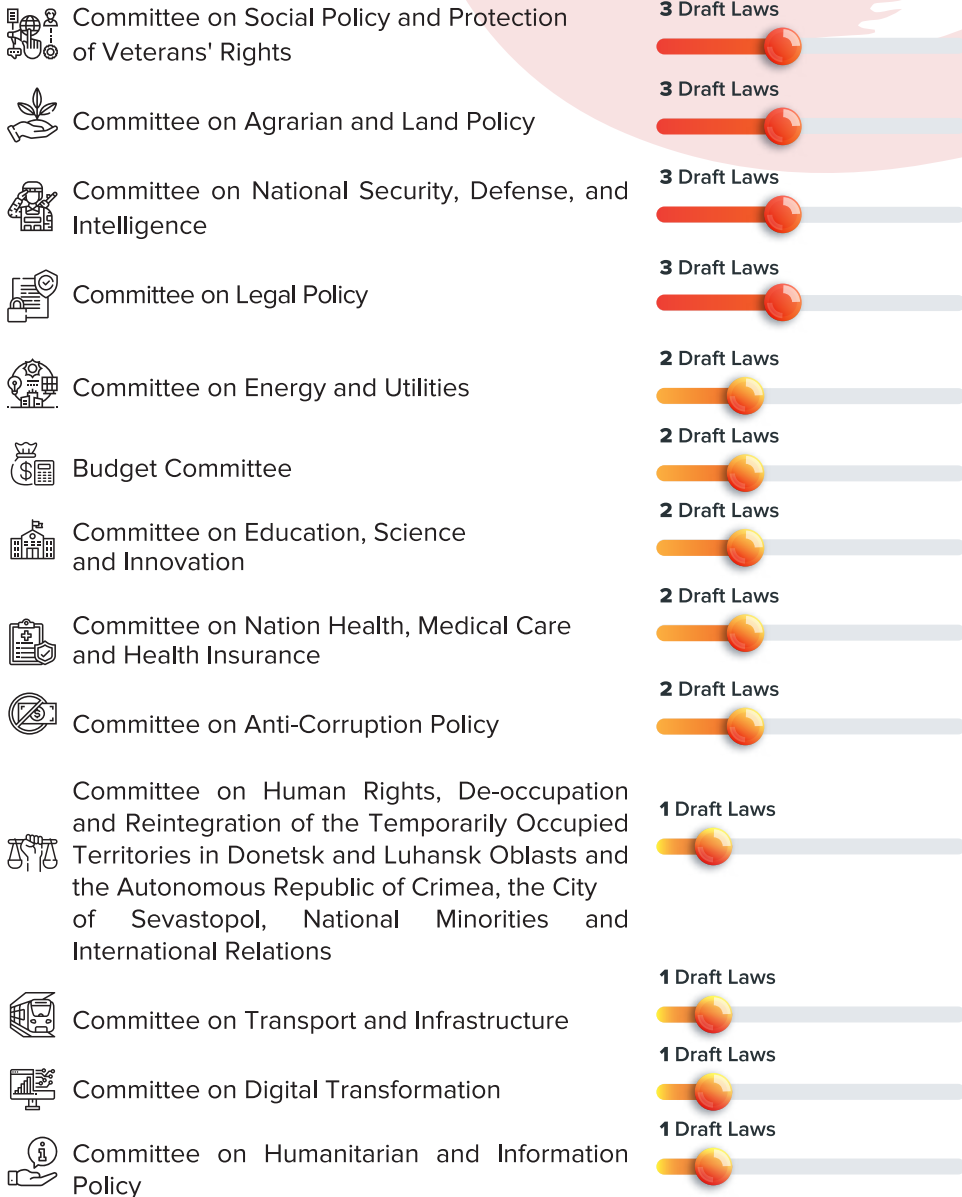 Committee on Social Policy and Protection
of Veterans' Rights
3 Draft Laws
Committee on Agrarian and Land Policy
3 Draft Laws
Committee on National Security, Defense, and
Intelligence
3 Draft Laws
Committee on Legal Policy
3 Draft Laws
Committee on Energy and Utilities
2 Draft Laws
Budget Committee
2 Draft Laws
Committee on Education, Science
and Innovation
2 Draft Laws
Committee on Nation Health, Medical Care
and Health Insurance
2 Draft Laws
Committee on Anti-Corruption Policy
2 Draft Laws
Committee on Human Rights, De-occupation
and Reintegration of the Temporarily Occupied
Territories in Donetsk and Luhansk Oblasts and
the Autonomous Republic of Crimea, the City
of Sevastopol, National Minorities and
International Relations
1 Draft Laws
Committee on Transport and Infrastructure
1 Draft Laws
Committee on Digital Transformation
1 Draft Laws
Committee on Humanitarian and Information
Policy
1 Draft Laws